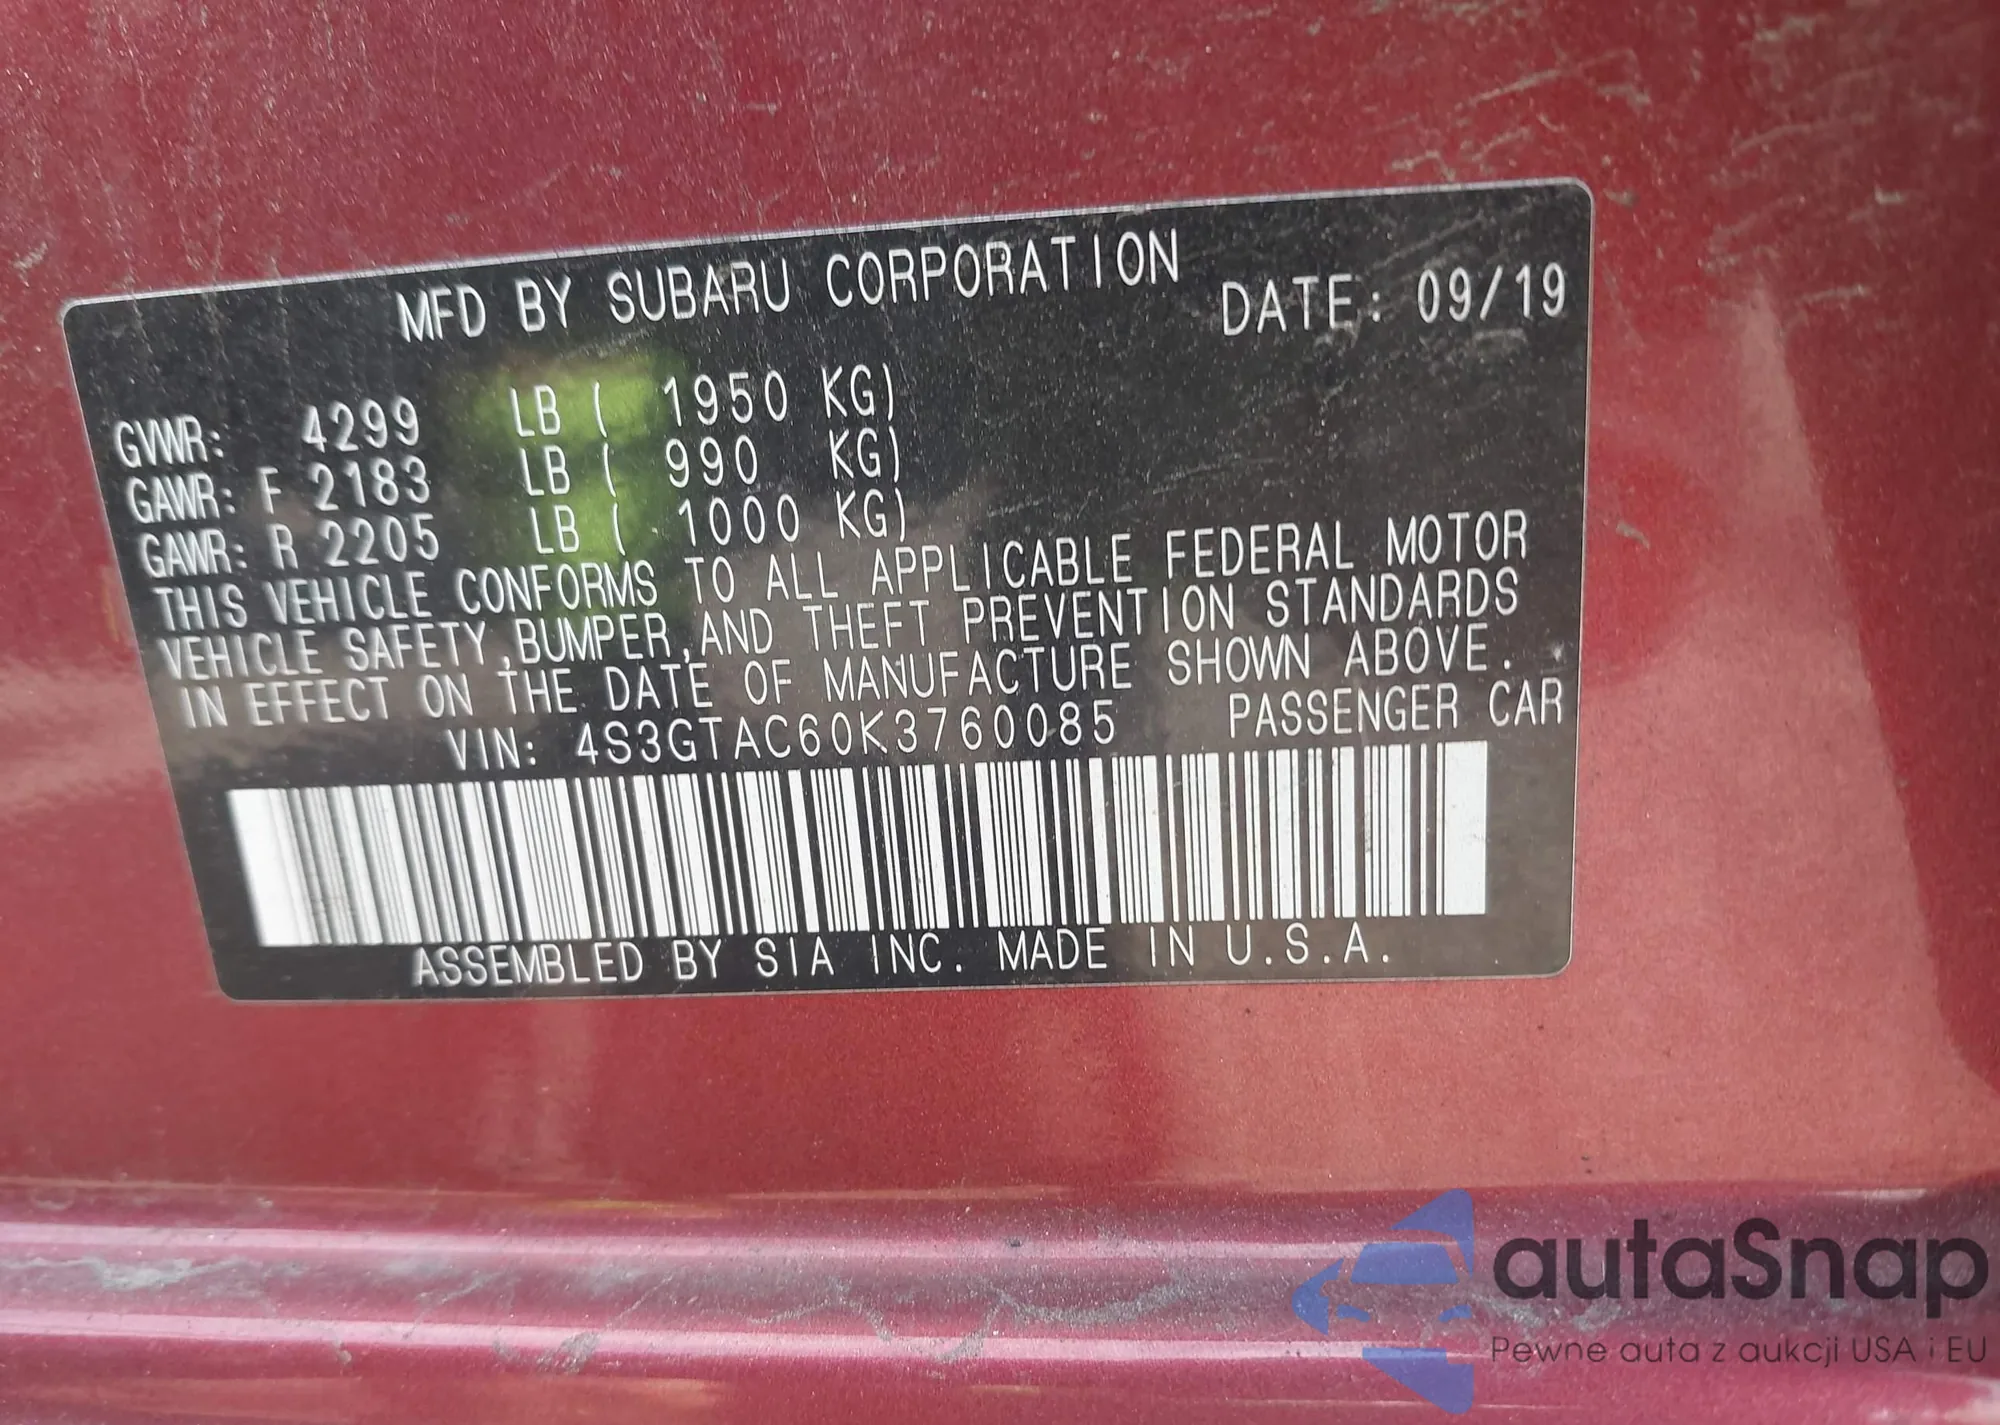 MFD BY SUBARU CORPORATION DATE: 09/19
GVWR: 4299 LB ( 1950 KG)
GAWR: F 2183 LB ( 990 KG)
GAWR: R 2205 LB ( 1000 KG)
THIS VEHICLE CONFORMS TO ALL APPLICABLE FEDERAL MOTOR
VEHICLE SAFETY,BUMPER,AND THEFT PREVENTION STANDARDS
IN EFFECT ON THE DATE OF MANUFACTURE SHOWN ABOVE.
VIN: 4S3GTAC60K3760085 PASSENGER CAR
ASSEMBLED BY SIA INC. MADE IN U.S.A.
autaSnap
Pewne auta z aukcji USA i EU